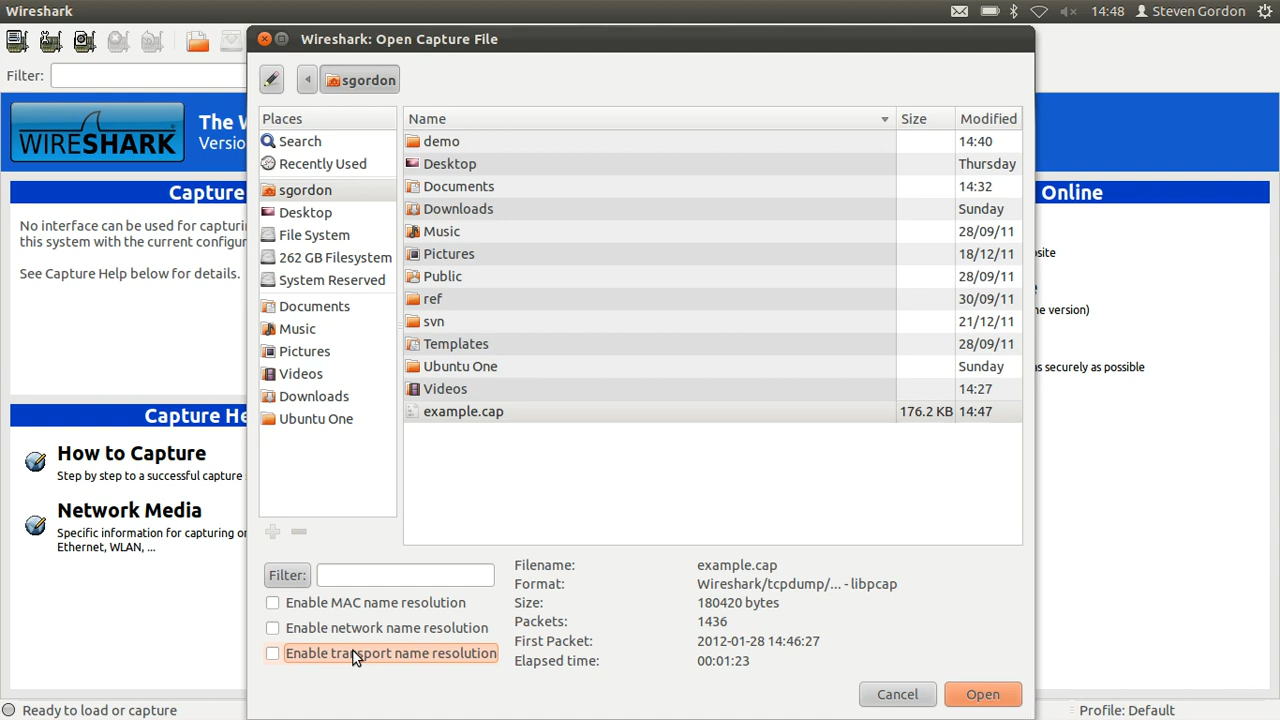 Wireshark
14:48
Steven Gordon
Wireshark: Open Capture File
Filter:
sgordon
WIRESHARK
The W
Versio
Places
Search
Recently Used
sgordon
Desktop
File System
262 GB Filesystem
System Reserved
Documents
Music
Pictures
Videos
Downloads
Ubuntu One
Name Size Modified
demo 14:40
Desktop Thursday
Documents 14:32
Downloads Sunday
Music 28/09/11
Pictures 18/12/11
Public 28/09/11
ref 30/09/11
svn 21/12/11
Templates 28/09/11
Ubuntu One Sunday
Videos 14:27
example.cap 176.2 KB 14:47
Capture
No interface can be used for capturi
this system with the current configur
See Capture Help below for details.
Capture He
How to Capture
Step by step to a successful capture
Network Media
Specific information for capturing o
Ethernet, WLAN, ...
Online
site
e version)
s securely as possible
Filter:
Enable MAC name resolution
Enable network name resolution
Enable transport name resolution
Filename: example.cap
Format: Wireshark/tcpdump/... - libpcap
Size: 180420 bytes
Packets: 1436
First Packet: 2012-01-28 14:46:27
Elapsed time: 00:01:23
Cancel
Open
Ready to load or capture
Profile: Default